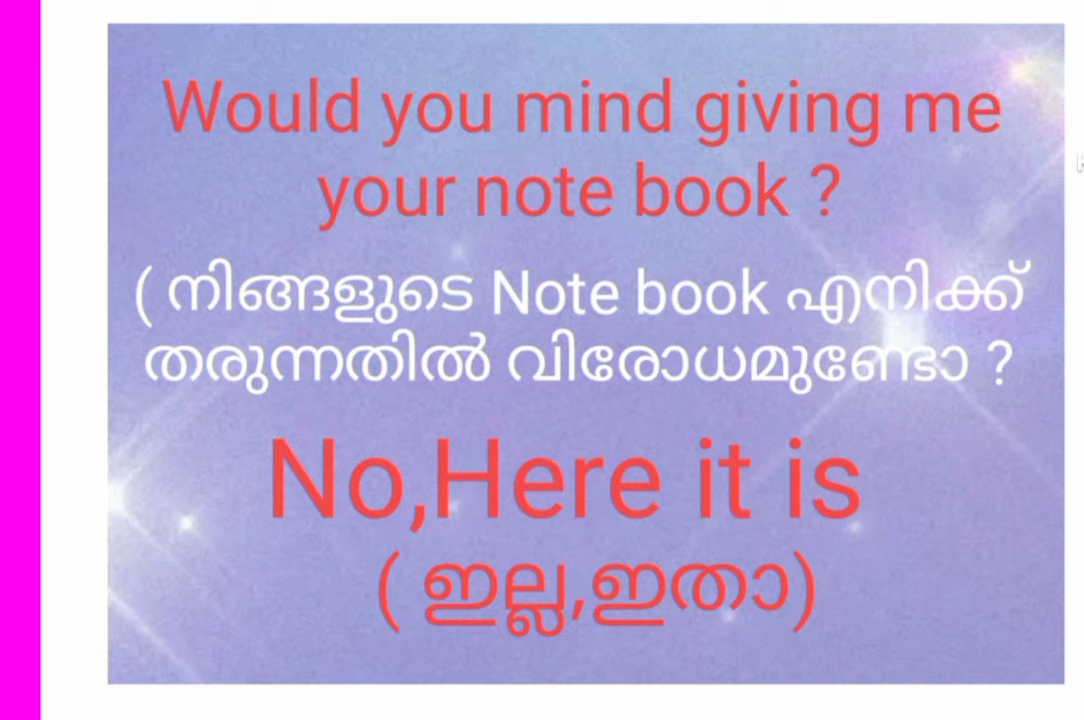 Would you mind giving me
your note book ?
( നിങ്ങളുടെ Note book എനിക്ക്
തരുന്നതിൽ വിരോധമുണ്ടോ ?
No,Here it is
( ഇല്ല,ഇതാ)